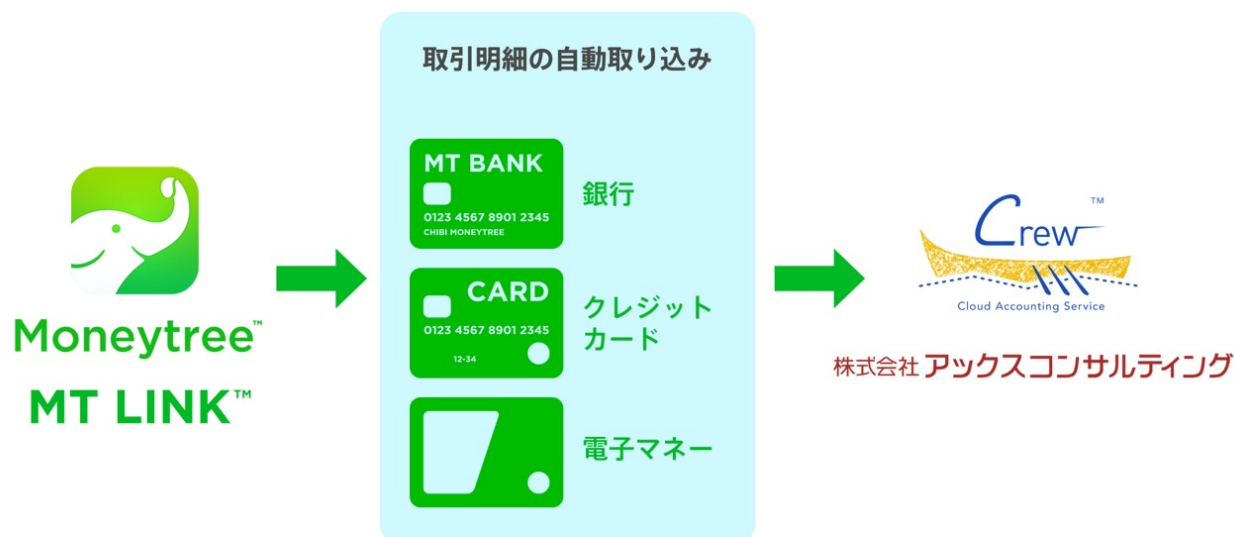 取引明細の自動取り込み
Moneytree™
MT LINK™
MT BANK
0123 4567 8901 2345
CHIBI MONEYTREE
銀行
CARD
0123 4567 8901 2345
12-34
クレジット
カード
電子マネー
Crew™
Cloud Accounting Service
株式会社アックスコンサルティング